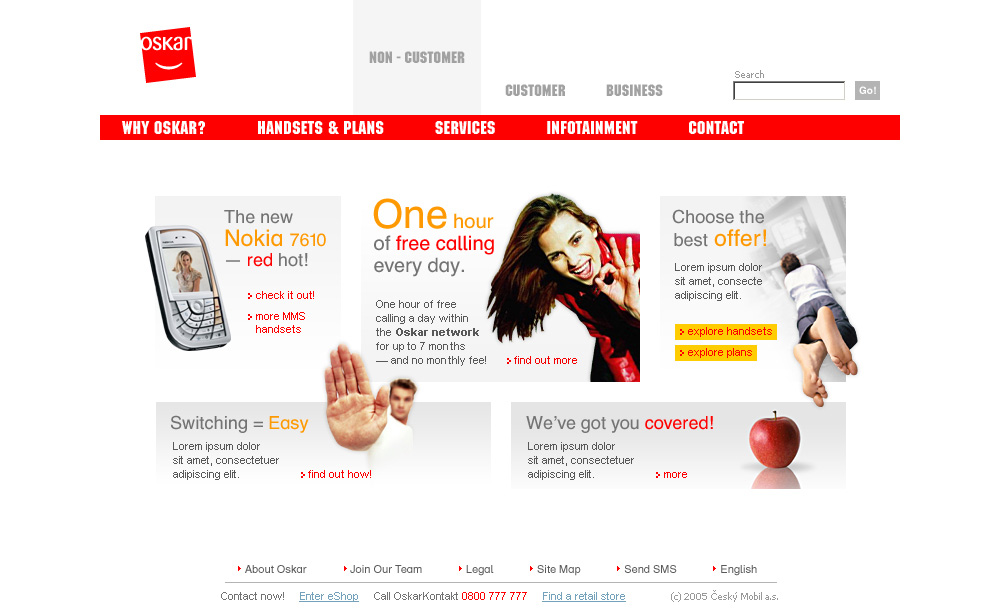 oskar
NON - CUSTOMER
CUSTOMER
BUSINESS
Search
Go!
WHY OSKAR?
HANDSETS & PLANS
SERVICES
INFOTAINMENT
CONTACT
The new
Nokia 7610
— red hot!
check it out!
more MMS
handsets
One hour
of free calling
every day.
One hour of free
calling a day within
the Oskar network
for up to 7 months
— and no monthly fee!
find out more
Choose the
best offer!
Lorem ipsum dolor
sit amet, consecte
adipiscing elit.
explore handsets
explore plans
Switching = Easy
Lorem ipsum dolor
sit amet, consectetuer
adipiscing elit.
find out how!
We've got you covered!
Lorem ipsum dolor
sit amet, consectetuer
adipiscing elit.
more
About Oskar
Join Our Team
Legal
Site Map
Send SMS
English
Contact now!
Enter eShop
Call OskarKontakt 0800 777 777
Find a retail store
(c) 2005 Český Mobil a.s.